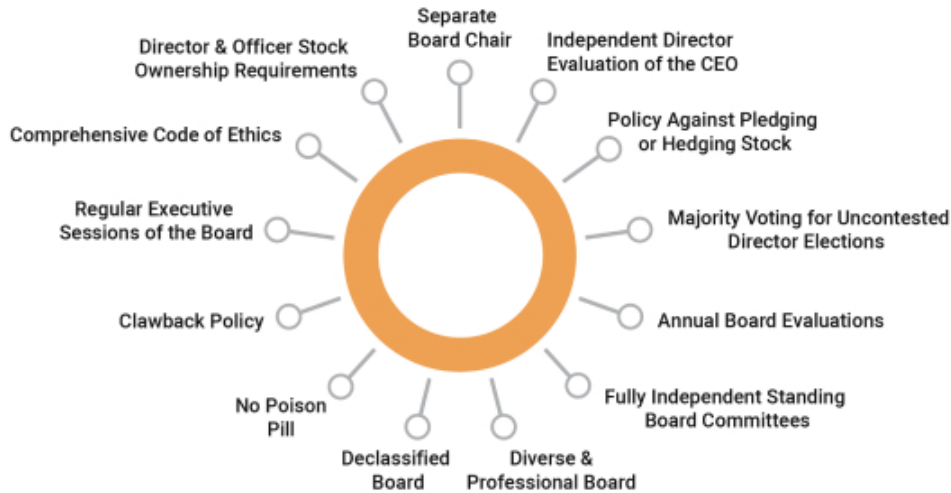 Separate
Board Chair
Independent Director
Evaluation of the CEO
Policy Against Pledging
or Hedging Stock
Majority Voting for Uncontested
Director Elections
Annual Board Evaluations
Fully Independent Standing
Board Committees
Diverse &
Professional Board
Declassified
Board
No Poison
Pill
Clawback Policy
Regular Executive
Sessions of the Board
Comprehensive Code of Ethics
Director & Officer Stock
Ownership Requirements